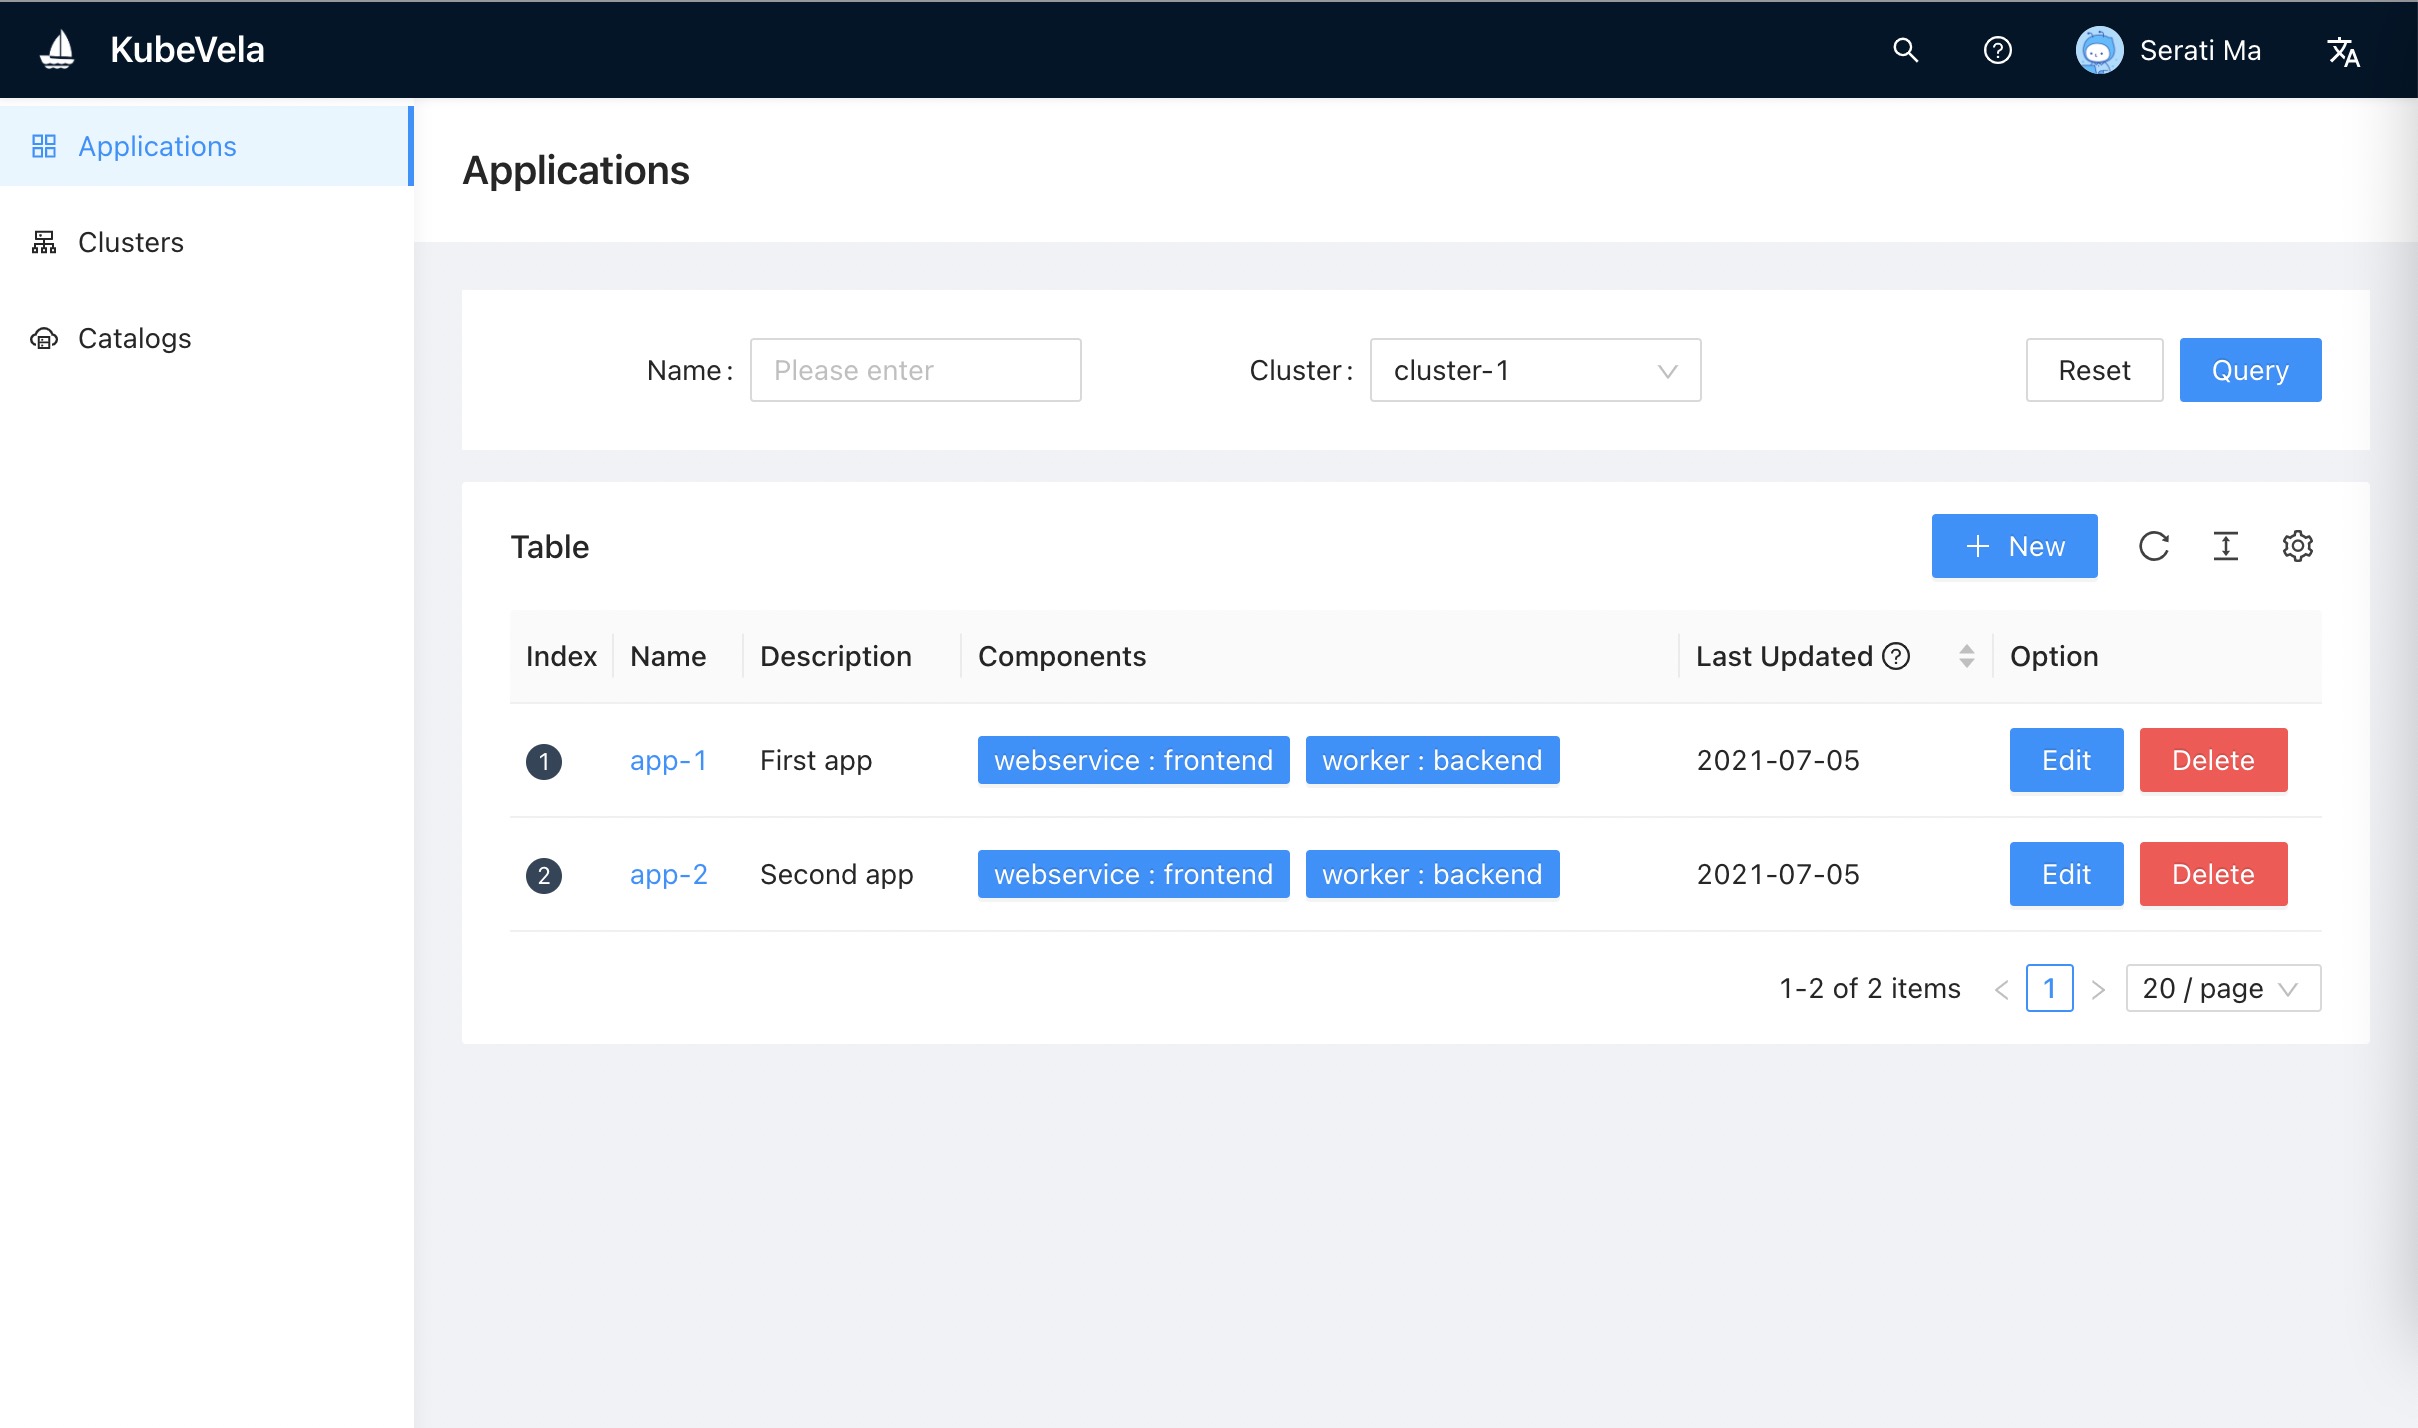 KubeVela
Serati Ma
Applications
Clusters
Catalogs
Applications
Name : Please enter Cluster : cluster-1 Reset Query
Table
+ New
Index Name Description Components Last Updated Option
1 app-1 First app webservice : frontend worker : backend 2021-07-05 Edit Delete
2 app-2 Second app webservice : frontend worker : backend 2021-07-05 Edit Delete
1-2 of 2 items < 1 > 20 / page